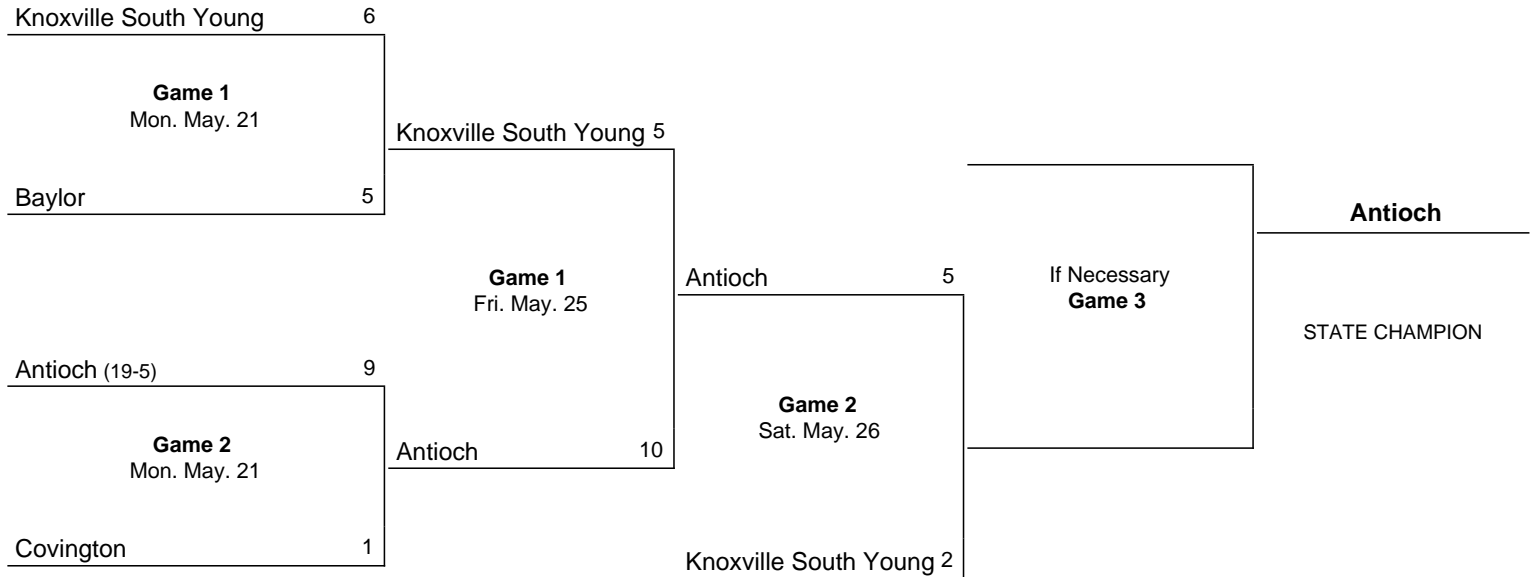 Knoxville South Young 6
Game 1
Mon. May. 21
Baylor 5
Antioch (19-5) 9
Game 2
Mon. May. 21
Covington 1
Knoxville South Young 5
Game 1
Fri. May. 25
Antioch 10
Antioch 5
Game 2
Sat. May. 26
Knoxville South Young 2
If Necessary
Game 3
Antioch
STATE CHAMPION